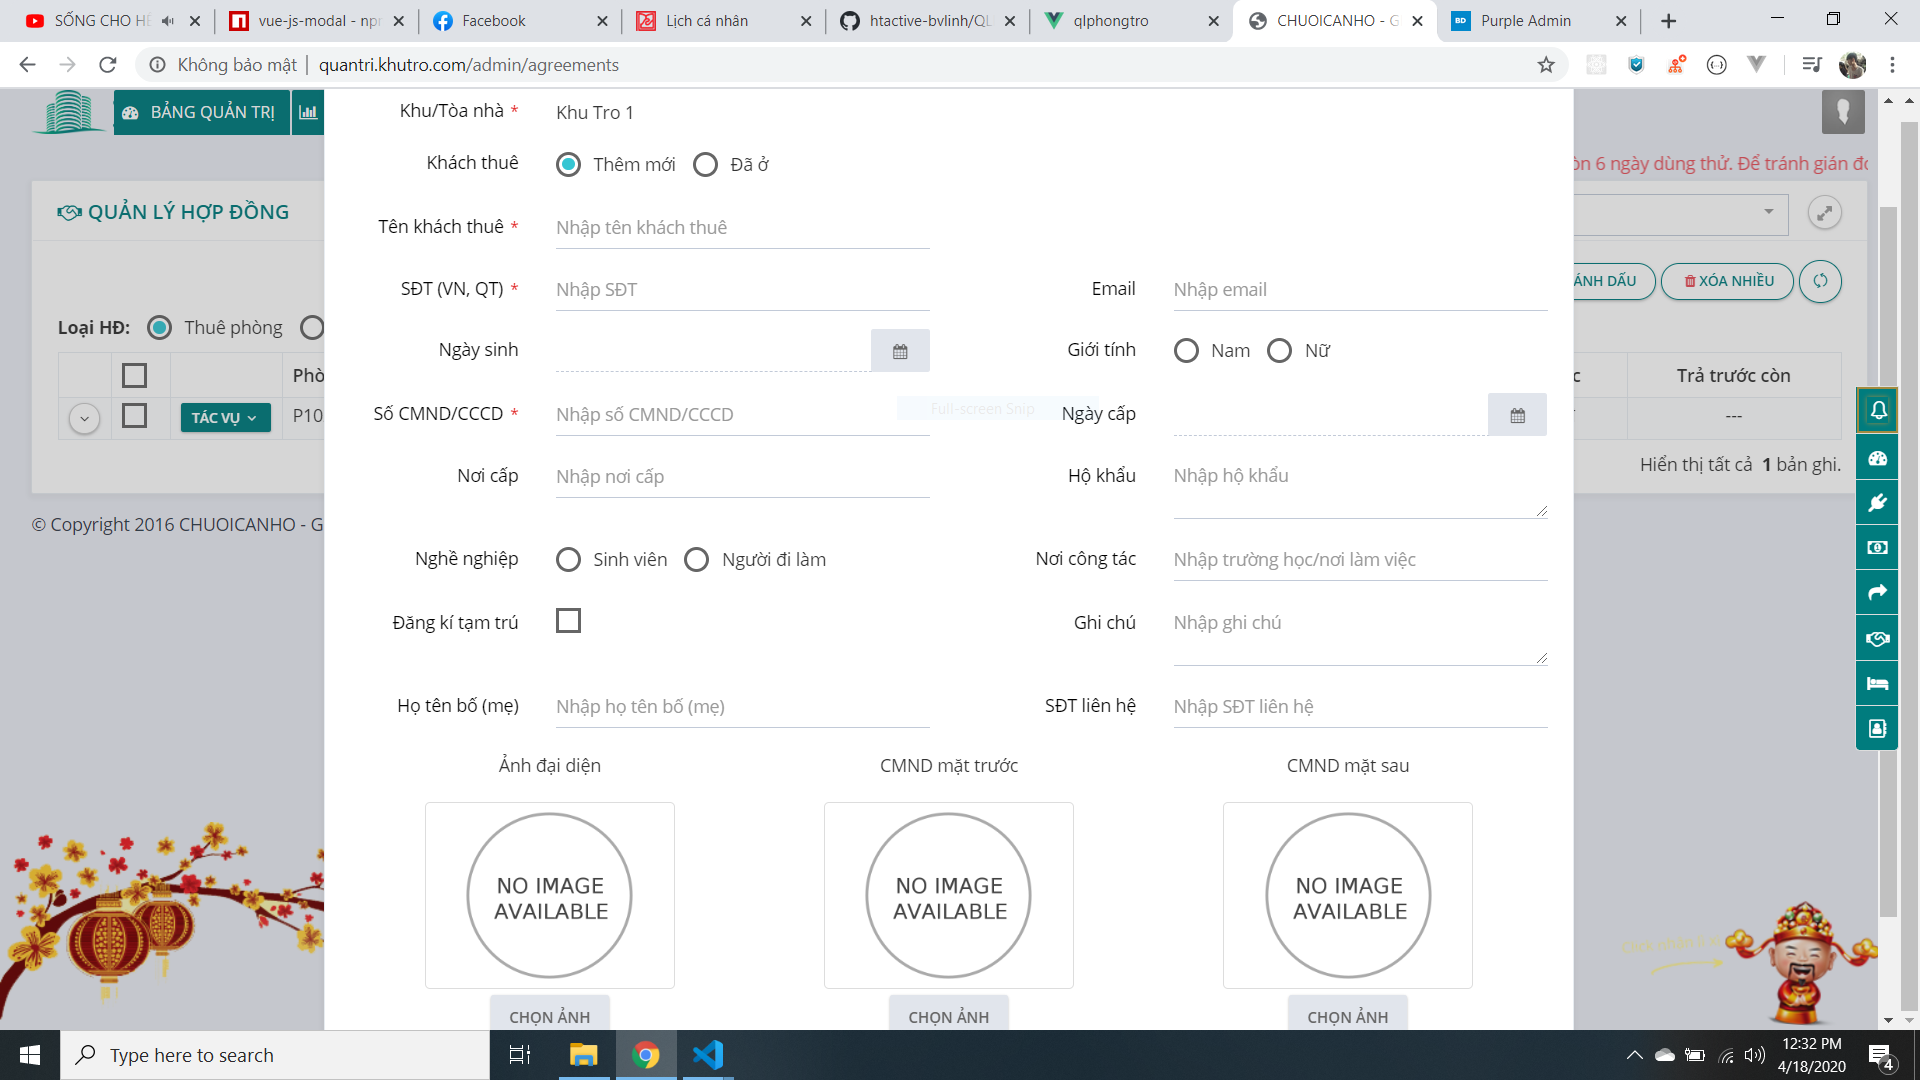 SỐNG CHO HẾ
vue-js-modal - npr
Facebook
Lịch cá nhân
htactive-bvlinh/QL
qlphongtro
CHUOICANHO - G
BD
Purple Admin
Không bảo mật | quantri.khutro.com/admin/agreements
BẢNG QUẢN TRỊ
Khu/Tòa nhà *
Khu Tro 1
Khách thuê
Thêm mới
Đã ở
òn 6 ngày dùng thử. Để tránh gián đo
QUẢN LÝ HỢP ĐỒNG
Tên khách thuê *
Nhập tên khách thuê
SĐT (VN, QT) *
Nhập SĐT
Email
Nhập email
ÁNH DẤU
XÓA NHIỀU
Loại HĐ:
Thuê phòng
Ngày sinh
Giới tính
Nam
Nữ
Phò
Trả trước còn
TÁC VỤ
P10
Số CMND/CCCD *
Nhập số CMND/CCCD
Full-screen Snip
Ngày cấp
---
Nơi cấp
Nhập nơi cấp
Hộ khẩu
Nhập hộ khẩu
Hiển thị tất cả 1 bản ghi.
© Copyright 2016 CHUOICANHO - G
Nghề nghiệp
Sinh viên
Người đi làm
Nơi công tác
Nhập trường học/nơi làm việc
Đăng kí tạm trú
Ghi chú
Nhập ghi chú
Họ tên bố (mẹ)
Nhập họ tên bố (mẹ)
SĐT liên hệ
Nhập SĐT liên hệ
Ảnh đại diện
CMND mặt trước
CMND mặt sau
NO IMAGE
AVAILABLE
NO IMAGE
AVAILABLE
NO IMAGE
AVAILABLE
CHỌN ẢNH
CHỌN ẢNH
CHỌN ẢNH
Type here to search
12:32 PM
4/18/2020
4